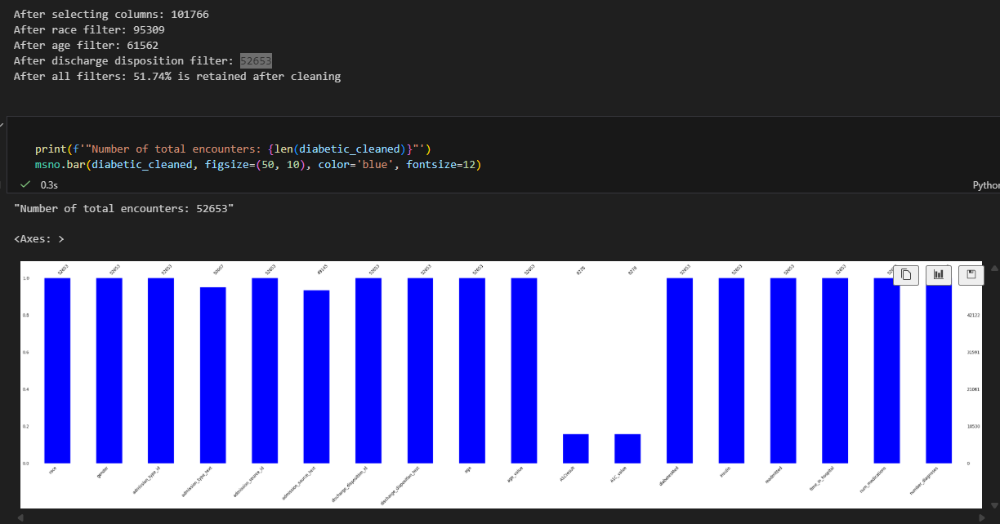 After selecting columns: 101766
After race filter: 95309
After age filter: 61562
After discharge disposition filter: 52653
After all filters: 51.74% is retained after cleaning
print(f'"Number of total encounters: {len(diabetic_cleaned)}"')
msno.bar(diabetic_cleaned, figsize=(50, 10), color='blue', fontsize=12)
0.3s
Pytho
"Number of total encounters: 52653"
<Axes: >
52653 52653 52653 50007 52653 49145 52653 52653 52653 52653 8278 8278 52653 52653 52653 52653
1.0
0.8 42122
0.6 31591
0.4 21061
0.2 10530
0.0 0
race gender admission_type_id admission_type_text admission_source_id admission_source_text discharge_disposition_id discharge_disposition_text age age_value A1Cresult A1C_value diabetesMed insulin readmitted time_in_hospital num_medications number_diagnoses